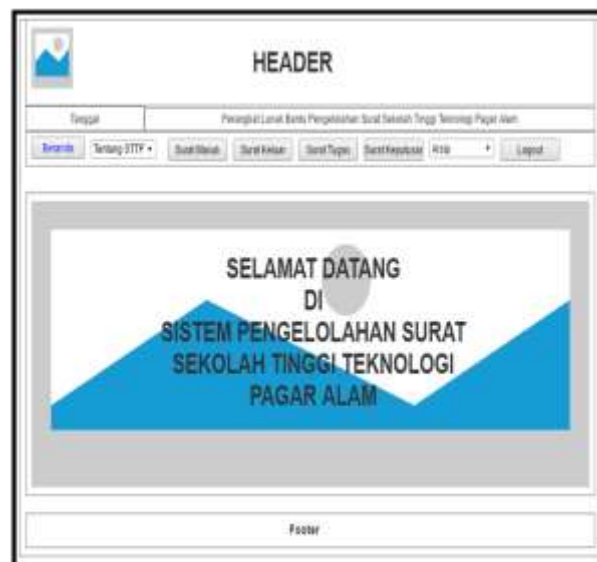 HEADER
Tanggal Perangkat Lunak Bantu Pengelolahan Surat Sekolah Tinggi Teknologi Pagar Alam
Beranda Tentang STTP Surat Masuk Surat Keluar Surat Tugas Surat Keputusan Arsip Logout
SELAMAT DATANG
DI
SISTEM PENGELOLAHAN SURAT
SEKOLAH TINGGI TEKNOLOGI
PAGAR ALAM
Footer